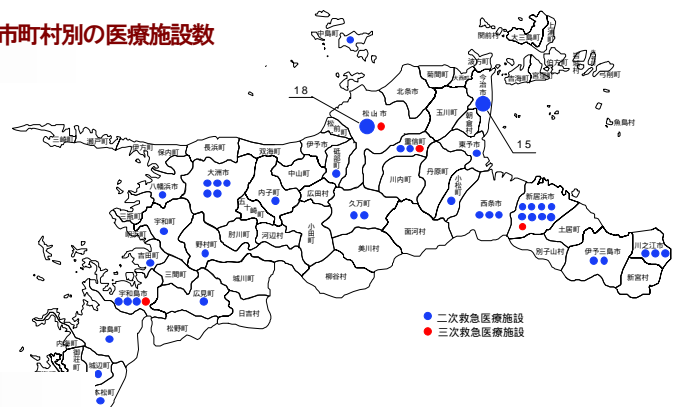 市町村別の医療施設数
中島町
関前村
大三島町
伯方町
弓削町
波方町
吉海町
宮窪町
魚島村
菊間町
大西町
今治市
北条市
玉川町
朝倉村
18
松山市
松前町
重信町
東予市
15
三崎町
瀬戸町
伊方町
保内町
長浜町
双海町
伊予市
砥部町
川内町
丹原町
小松町
西条市
新居浜市
大洲市
中山町
八幡浜市
内子町
広田村
久万町
五十崎町
三瓶町
宇和町
小田町
面河村
土居町
明浜町
野村町
肱川町
河辺村
美川村
別子山村
伊予三島市
川之江市
吉田町
三間町
城川町
柳谷村
新宮村
宇和島市
広見町
日吉村
津島町
松野町
内海村
御荘町
城辺町
本松町
二次救急医療施設
三次救急医療施設